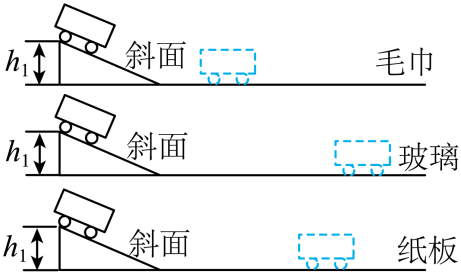 h₁ 斜面 毛巾
h₁ 斜面 玻璃
h₁ 斜面 纸板